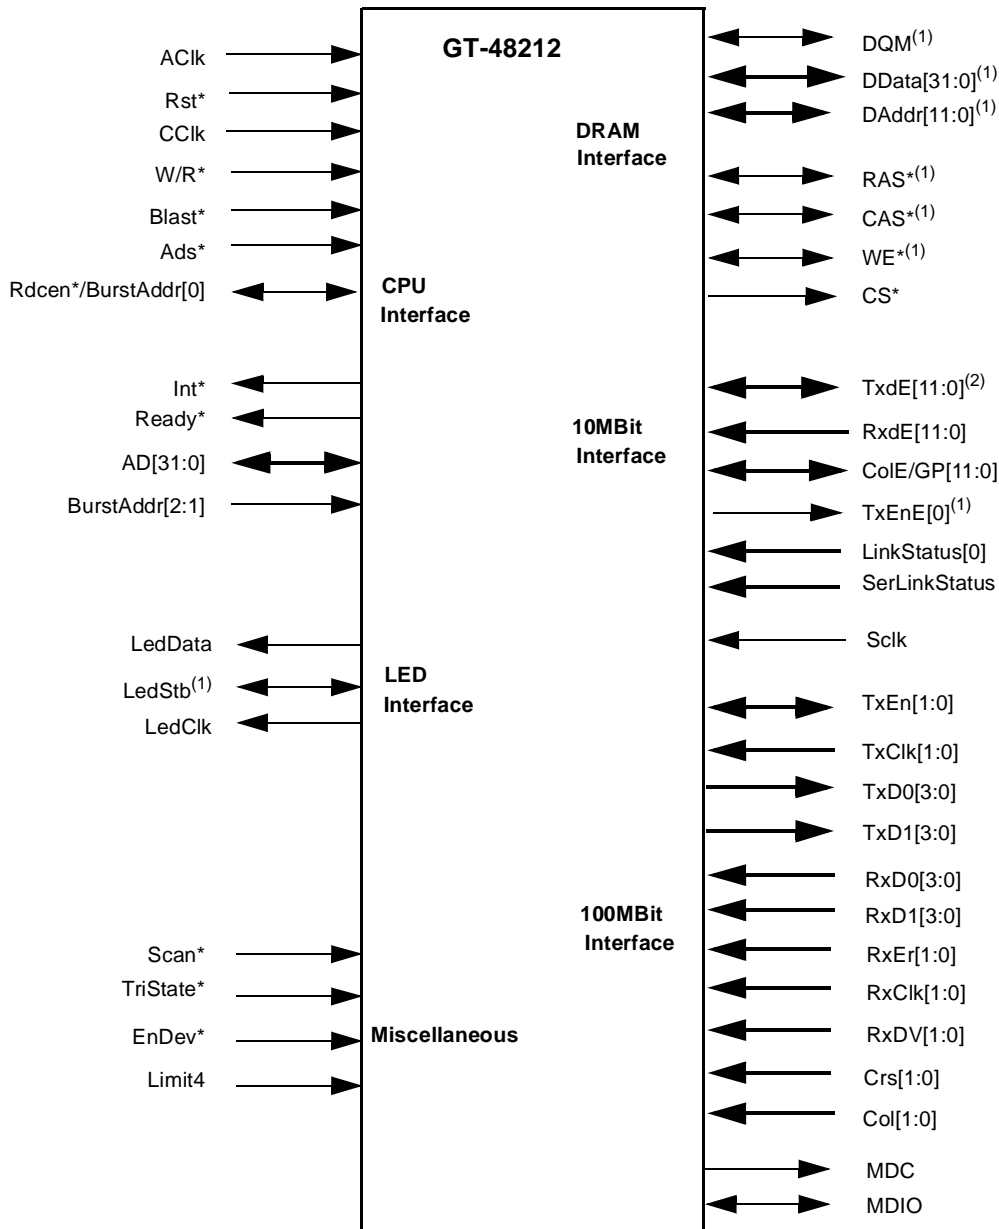 GT-48212
AClk
Rst*
CClk
W/R*
Blast*
Ads*
Rdcen*/BurstAddr[0]
CPU
Interface
Int*
Ready*
AD[31:0]
BurstAddr[2:1]
LedData
LedStb(1)
LedClk
LED
Interface
Scan*
TriState*
EnDev*
Limit4
Miscellaneous
DRAM
Interface
DQM(1)
DData[31:0](1)
DAddr[11:0](1)
RAS*(1)
CAS*(1)
WE*(1)
CS*
10MBit
Interface
TxdE[11:0](2)
RxdE[11:0]
ColE/GP[11:0]
TxEnE[0](1)
LinkStatus[0]
SerLinkStatus
Sclk
100MBit
Interface
TxEn[1:0]
TxClk[1:0]
TxD0[3:0]
TxD1[3:0]
RxD0[3:0]
RxD1[3:0]
RxEr[1:0]
RxClk[1:0]
RxDV[1:0]
Crs[1:0]
Col[1:0]
MDC
MDIO